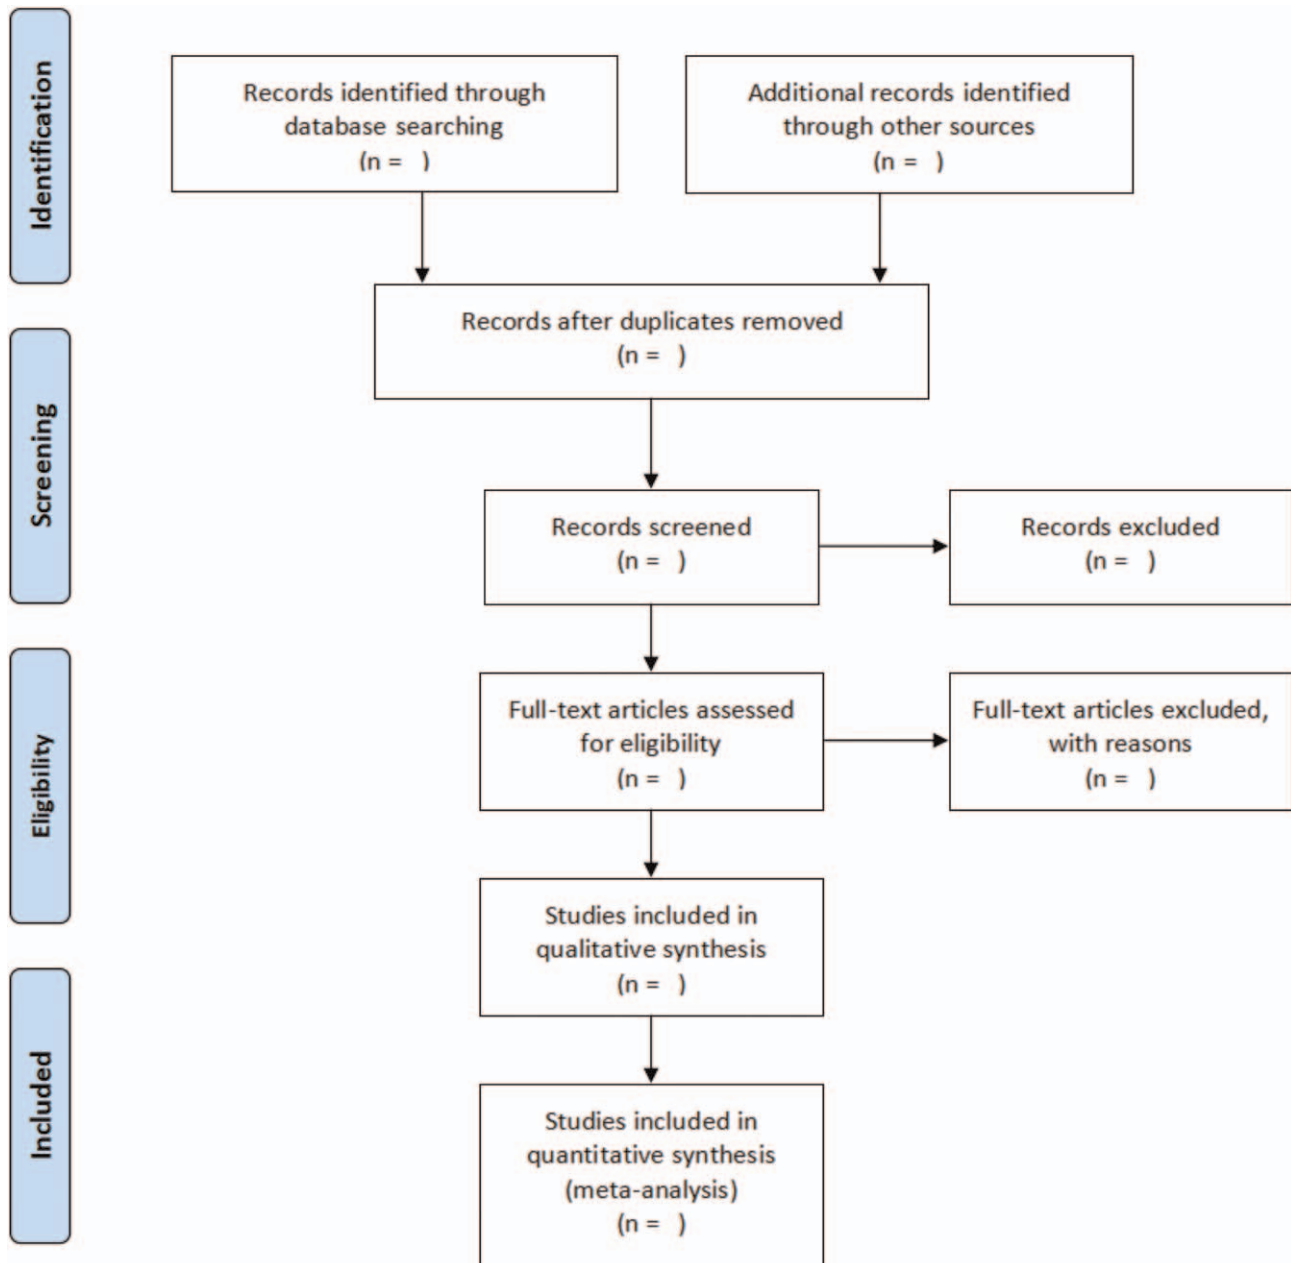 Identification
Records identified through
database searching
(n =   )
Additional records identified
through other sources
(n =   )
Records after duplicates removed
(n =   )
Screening
Records screened
(n =   )
Records excluded
(n =   )
Eligibility
Full-text articles assessed
for eligibility
(n =   )
Full-text articles excluded,
with reasons
(n =   )
Studies included in
qualitative synthesis
(n =   )
Included
Studies included in
quantitative synthesis
(meta-analysis)
(n =   )